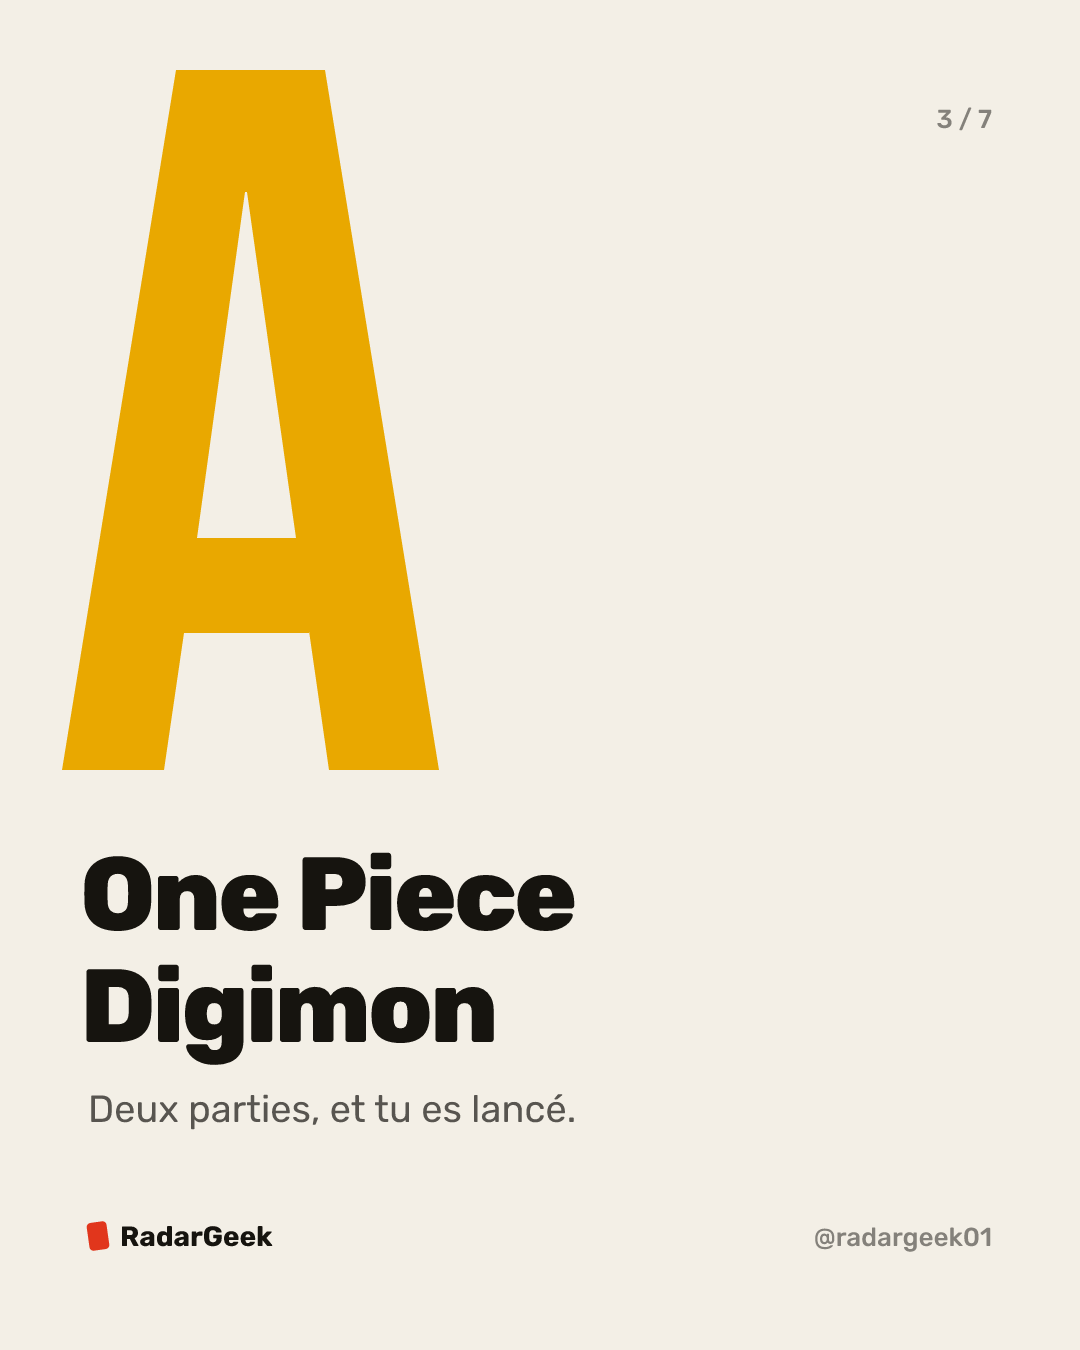 A
3 / 7
One Piece
Digimon
Deux parties, et tu es lancé.
RadarGeek
@radargeek01